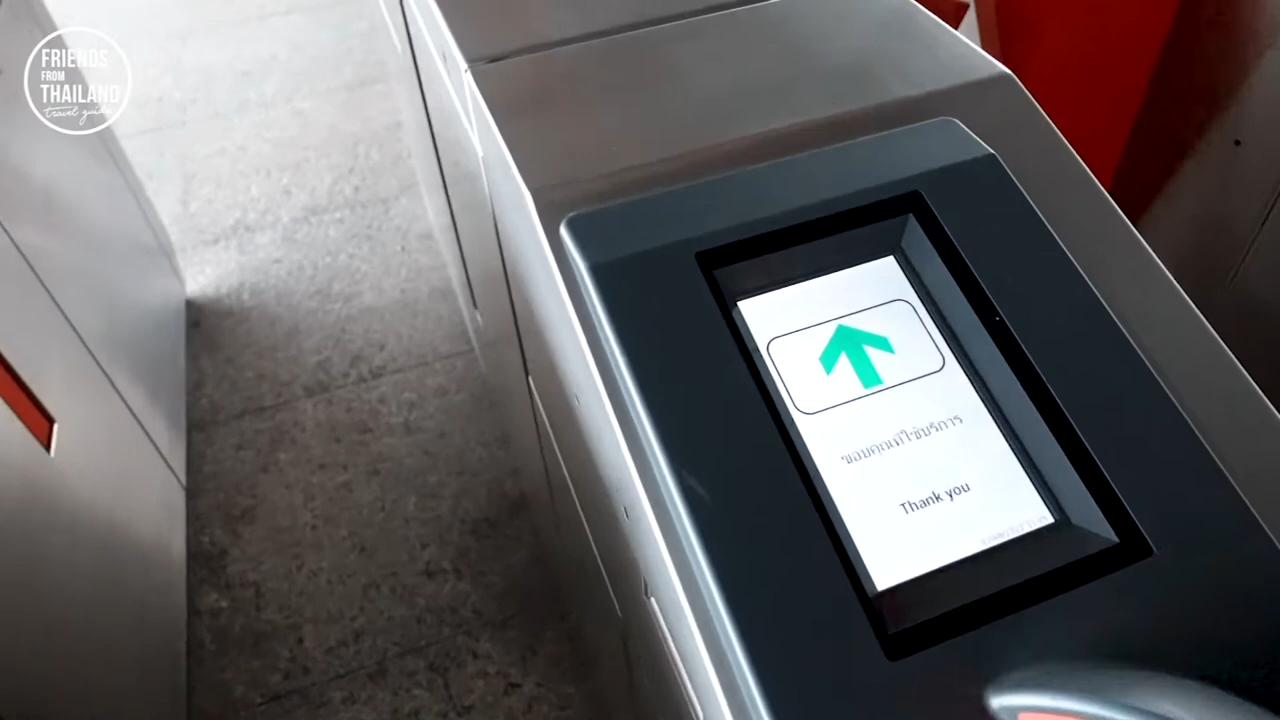 FRIENDS
FROM
THAILAND
travel guide
ขอบคุณที่ใช้บริการ
Thank you